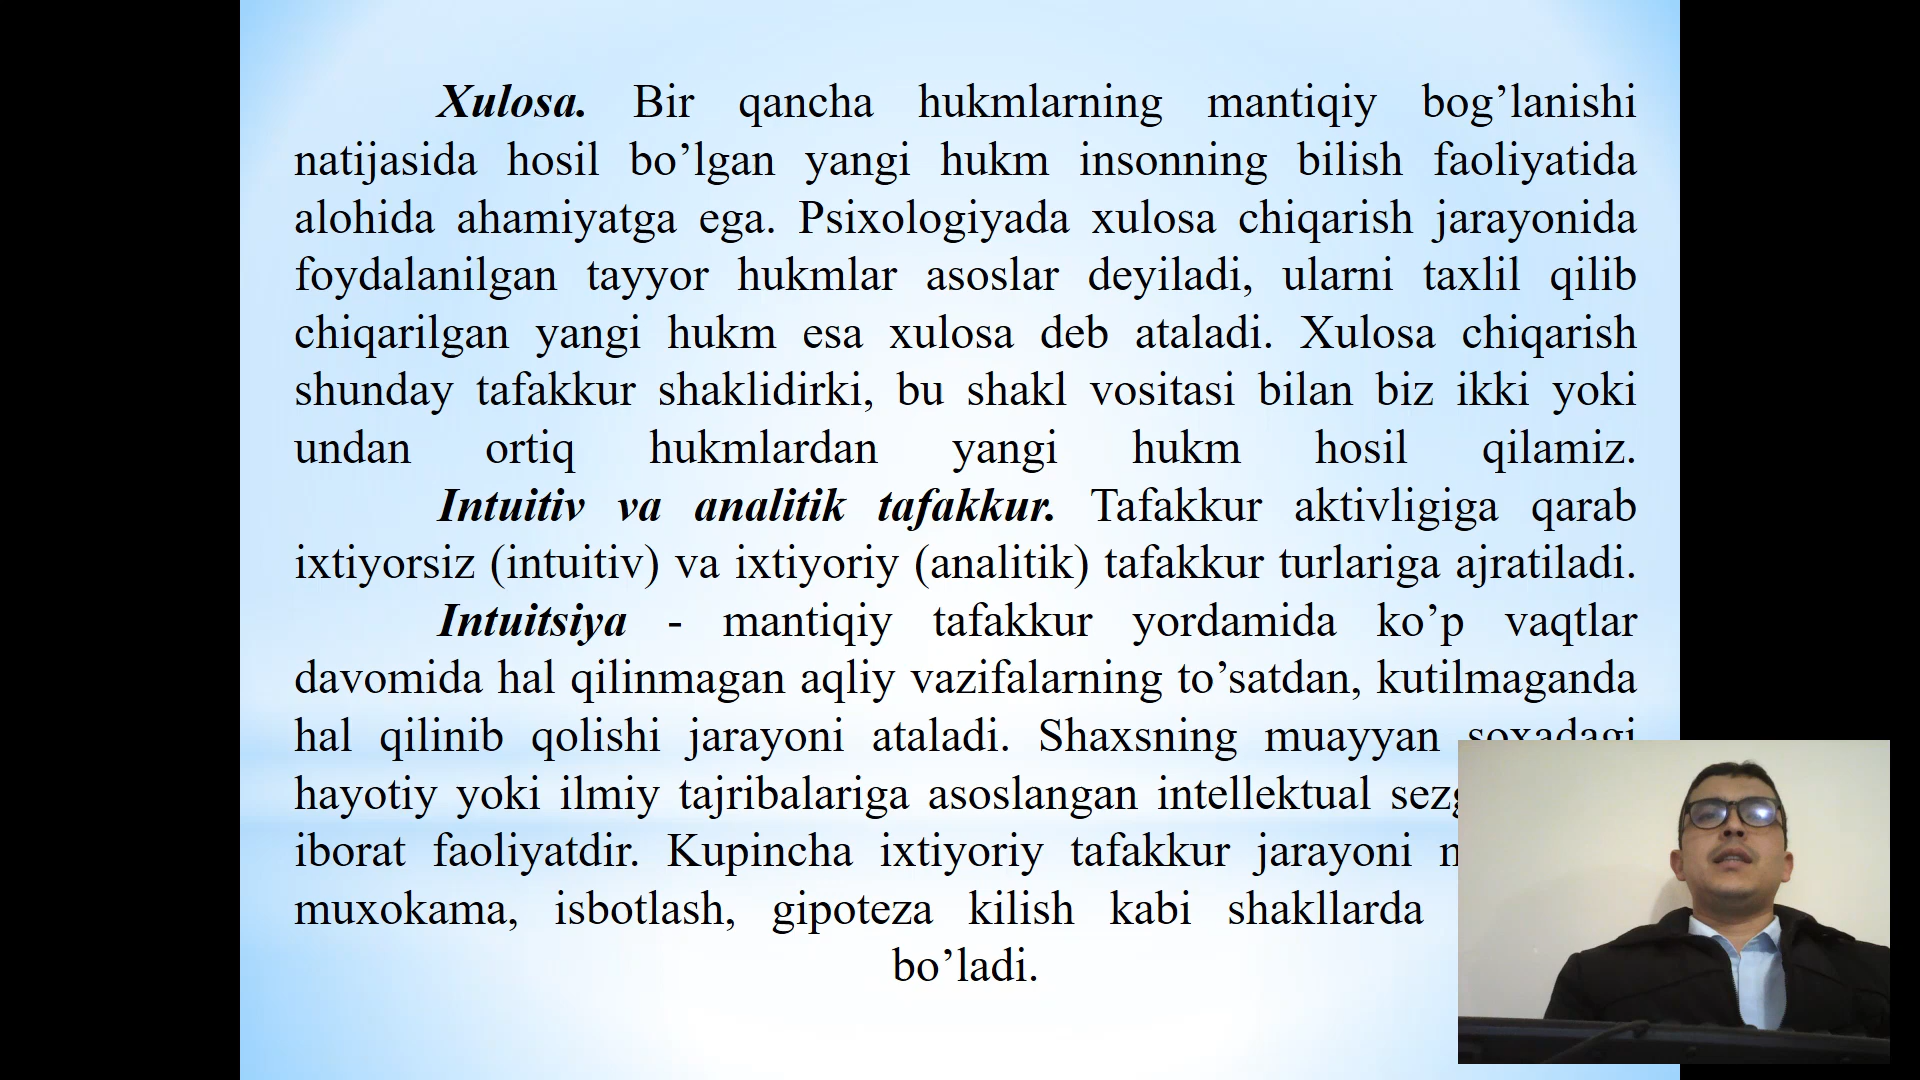 Xulosa. Bir qancha hukmlarning mantiqiy bog’lanishi
natijasida hosil bo’lgan yangi hukm insonning bilish faoliyatida
alohida ahamiyatga ega. Psixologiyada xulosa chiqarish jarayonida
foydalanilgan tayyor hukmlar asoslar deyiladi, ularni taxlil qilib
chiqarilgan yangi hukm esa xulosa deb ataladi. Xulosa chiqarish
shunday tafakkur shaklidirki, bu shakl vositasi bilan biz ikki yoki
undan ortiq hukmlardan yangi hukm hosil qilamiz.
Intuitiv va analitik tafakkur. Tafakkur aktivligiga qarab
ixtiyorsiz (intuitiv) va ixtiyoriy (analitik) tafakkur turlariga ajratiladi.
Intuitsiya - mantiqiy tafakkur yordamida ko’p vaqtlar
davomida hal qilinmagan aqliy vazifalarning to’satdan, kutilmaganda
hal qilinib qolishi jarayoni ataladi. Shaxsning muayyan soxadagi
hayotiy yoki ilmiy tajribalariga asoslangan intellektual
iborat faoliyatdir. Kupincha ixtiyoriy tafakkur jarayoni
muxokama, isbotlash, gipoteza kilish kabi shakllarda
bo’ladi.